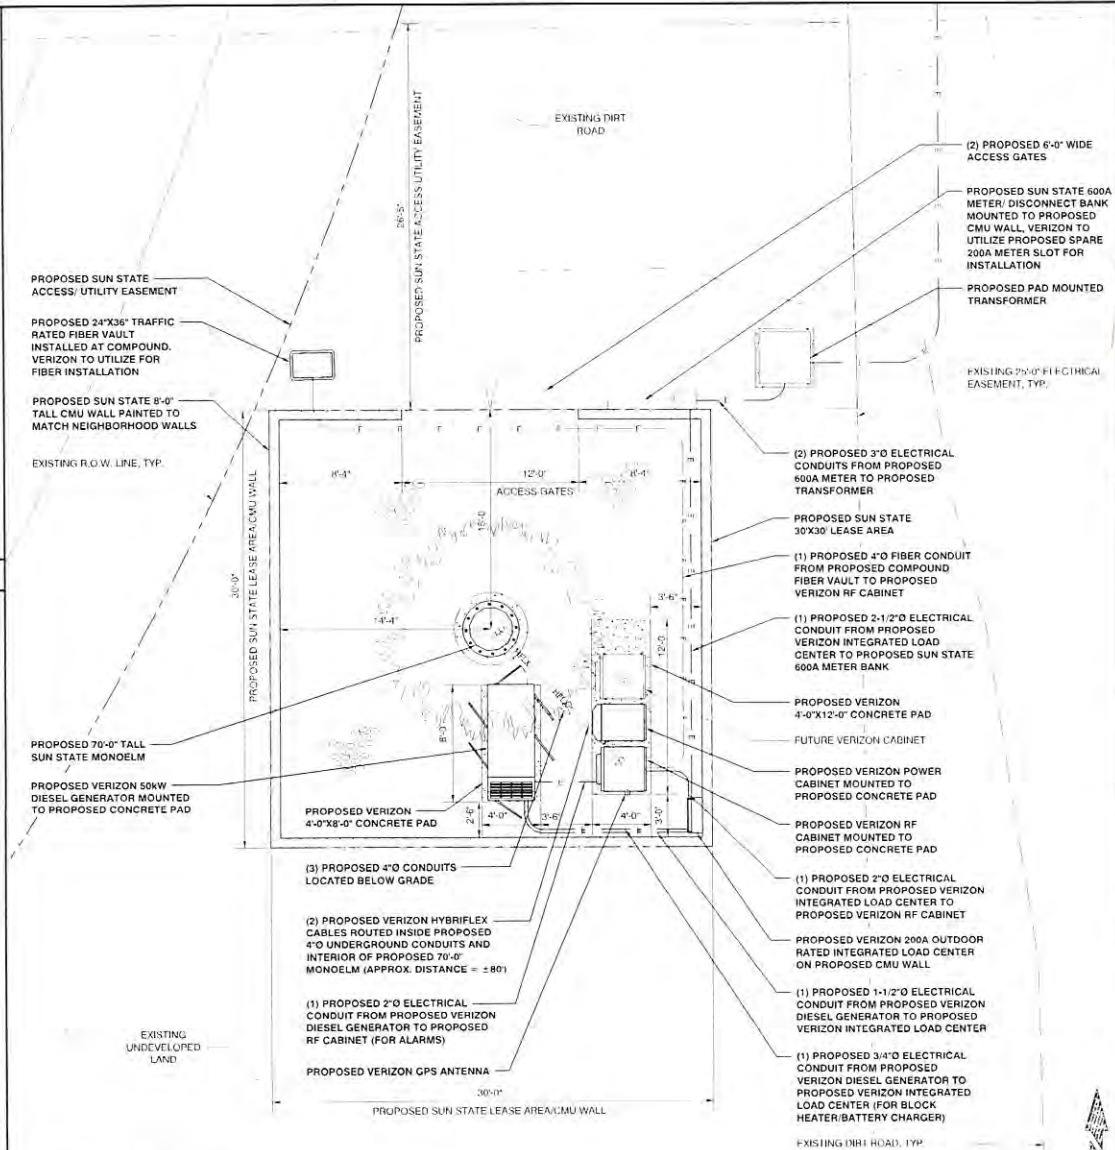 EXISTING DIRT
ROAD
26'-5"
PROPOSED SUN STATE ACCESS UTILITY EASEMENT
PROPOSED SUN STATE
ACCESS/ UTILITY EASEMENT
PROPOSED 24"X36" TRAFFIC
RATED FIBER VAULT
INSTALLED AT COMPOUND.
VERIZON TO UTILIZE FOR
FIBER INSTALLATION
PROPOSED SUN STATE 8'-0"
TALL CMU WALL PAINTED TO
MATCH NEIGHBORHOOD WALLS
EXISTING R.O.W. LINE, TYP.
30'-0"
PROPOSED SUN STATE LEASE AREA/CMU WALL
PROPOSED 70'-0" TALL
SUN STATE MONOELM
PROPOSED VERIZON 50kW
DIESEL GENERATOR MOUNTED
TO PROPOSED CONCRETE PAD
EXISTING
UNDEVELOPED
LAND
8'-4"
12'-0"
8'-4"
ACCESS GATES
14'-4"
3'-6"
12'-0"
8'-0"
PROPOSED VERIZON
4'-0"X8'-0" CONCRETE PAD
2'-6"
4'-0"
3'-6"
4'-0"
3'-0"
(3) PROPOSED 4"Ø CONDUITS
LOCATED BELOW GRADE
(2) PROPOSED VERIZON HYBRIFLEX
CABLES ROUTED INSIDE PROPOSED
4"Ø UNDERGROUND CONDUITS AND
INTERIOR OF PROPOSED 70'-0"
MONOELM (APPROX. DISTANCE = ±80')
(1) PROPOSED 2"Ø ELECTRICAL
CONDUIT FROM PROPOSED VERIZON
DIESEL GENERATOR TO PROPOSED
RF CABINET (FOR ALARMS)
PROPOSED VERIZON GPS ANTENNA
30'-0"
PROPOSED SUN STATE LEASE AREA/CMU WALL
(2) PROPOSED 6'-0" WIDE
ACCESS GATES
PROPOSED SUN STATE 600A
METER/ DISCONNECT BANK
MOUNTED TO PROPOSED
CMU WALL, VERIZON TO
UTILIZE PROPOSED SPARE
200A METER SLOT FOR
INSTALLATION
PROPOSED PAD MOUNTED
TRANSFORMER
EXISTING 25'-0" ELECTRICAL
EASEMENT, TYP.
(2) PROPOSED 3"Ø ELECTRICAL
CONDUITS FROM PROPOSED
600A METER TO PROPOSED
TRANSFORMER
PROPOSED SUN STATE
30'X30' LEASE AREA
(1) PROPOSED 4"Ø FIBER CONDUIT
FROM PROPOSED COMPOUND
FIBER VAULT TO PROPOSED
VERIZON RF CABINET
(1) PROPOSED 2-1/2"Ø ELECTRICAL
CONDUIT FROM PROPOSED
VERIZON INTEGRATED LOAD
CENTER TO PROPOSED SUN STATE
600A METER BANK
PROPOSED VERIZON
4'-0"X12'-0" CONCRETE PAD
FUTURE VERIZON CABINET
PROPOSED VERIZON POWER
CABINET MOUNTED TO
PROPOSED CONCRETE PAD
PROPOSED VERIZON RF
CABINET MOUNTED TO
PROPOSED CONCRETE PAD
(1) PROPOSED 2"Ø ELECTRICAL
CONDUIT FROM PROPOSED VERIZON
INTEGRATED LOAD CENTER TO
PROPOSED VERIZON RF CABINET
PROPOSED VERIZON 200A OUTDOOR
RATED INTEGRATED LOAD CENTER
ON PROPOSED CMU WALL
(1) PROPOSED 1-1/2"Ø ELECTRICAL
CONDUIT FROM PROPOSED VERIZON
DIESEL GENERATOR TO PROPOSED
VERIZON INTEGRATED LOAD CENTER
(1) PROPOSED 3/4"Ø ELECTRICAL
CONDUIT FROM PROPOSED
VERIZON DIESEL GENERATOR TO
PROPOSED VERIZON INTEGRATED
LOAD CENTER (FOR BLOCK
HEATER/BATTERY CHARGER)
EXISTING DIRT ROAD, TYP.